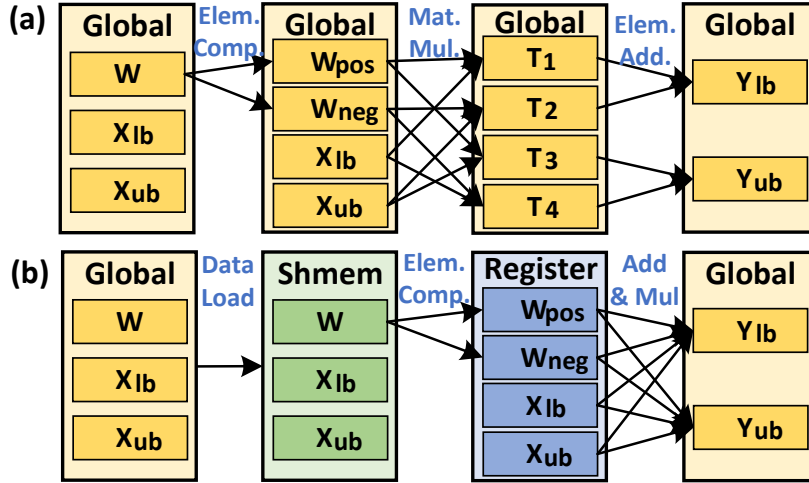 (a)
Global
Elem.
Comp.
Global
Mat.
Mul.
Global
Elem.
Add.
Global
W
Xlb
Xub
Wpos
Wneg
Xlb
Xub
T1
T2
T3
T4
Ylb
Yub
(b)
Global
Data
Load
Shmem
Elem.
Comp.
Register
Add
& Mul
Global
W
Xlb
Xub
W
Xlb
Xub
Wpos
Wneg
Xlb
Xub
Ylb
Yub